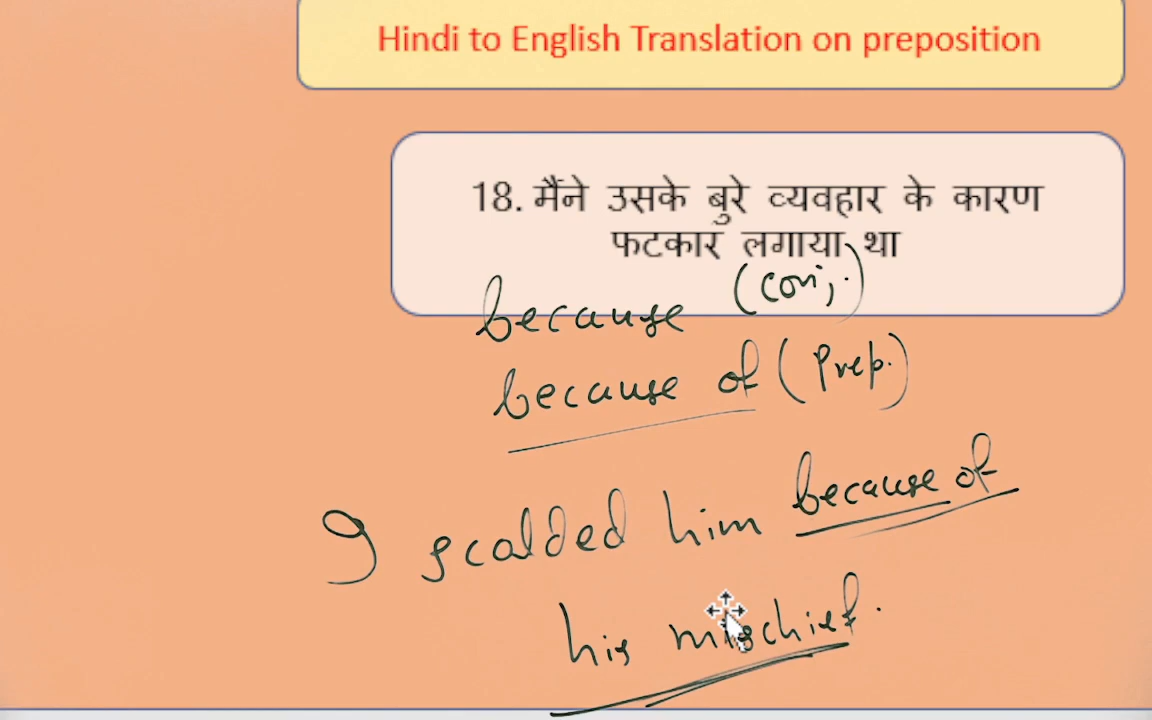 Hindi to English Translation on preposition
18. मैंने उसके बुरे व्यवहार के कारण
फटकार लगाया था
because (conj.)
because of (Prep.)
I scalded him because of
his mischief.